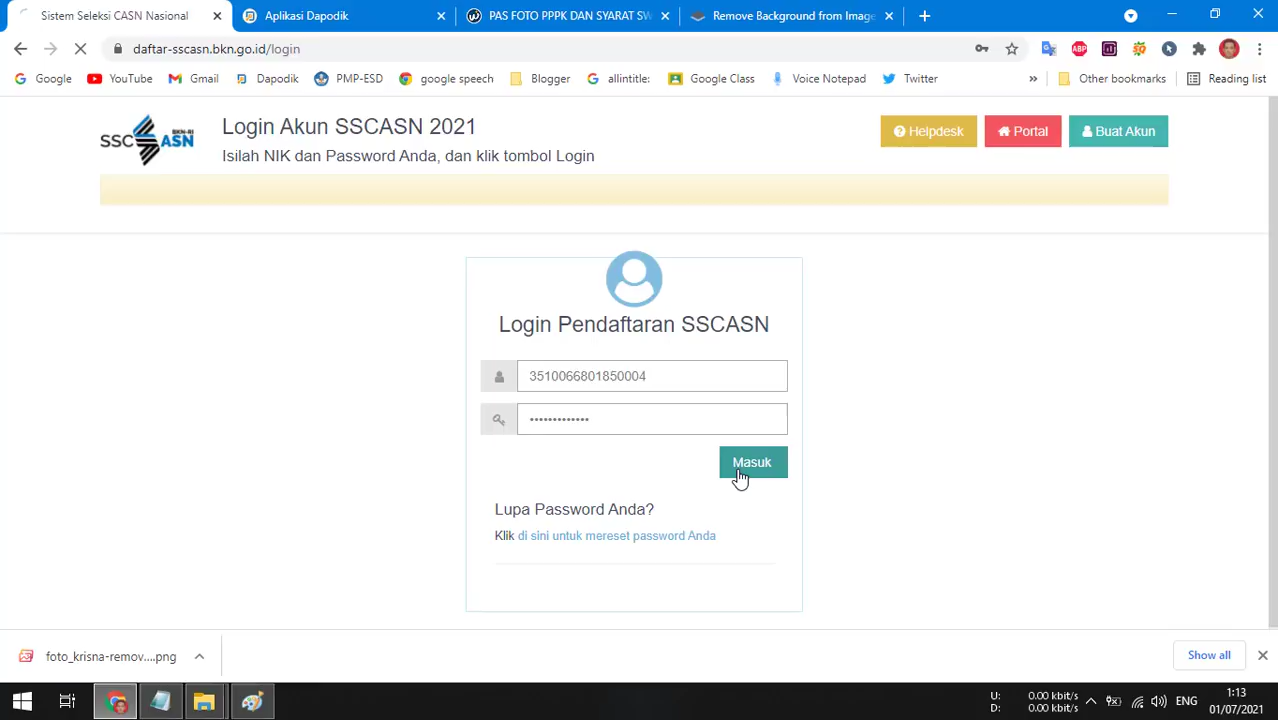 Sistem Seleksi CASN Nasional
Aplikasi Dapodik
PAS FOTO PPPK DAN SYARAT SW
Remove Background from Image
daftar-sscasn.bkn.go.id/login
Google
YouTube
Gmail
Dapodik
PMP-ESD
google speech
Blogger
allintitle:
Google Class
Voice Notepad
Twitter
»
Other bookmarks
Reading list
SSCASN
BKN-RI
Login Akun SSCASN 2021
Isilah NIK dan Password Anda, dan klik tombol Login
Helpdesk
Portal
Buat Akun
Login Pendaftaran SSCASN
3510066801850004
•••••••••••••
Masuk
Lupa Password Anda?
Klik di sini untuk mereset password Anda
foto_krisna-remov....png
Show all
U: 0.00 kbit/s
D: 0.00 kbit/s
ENG
1:13
01/07/2021